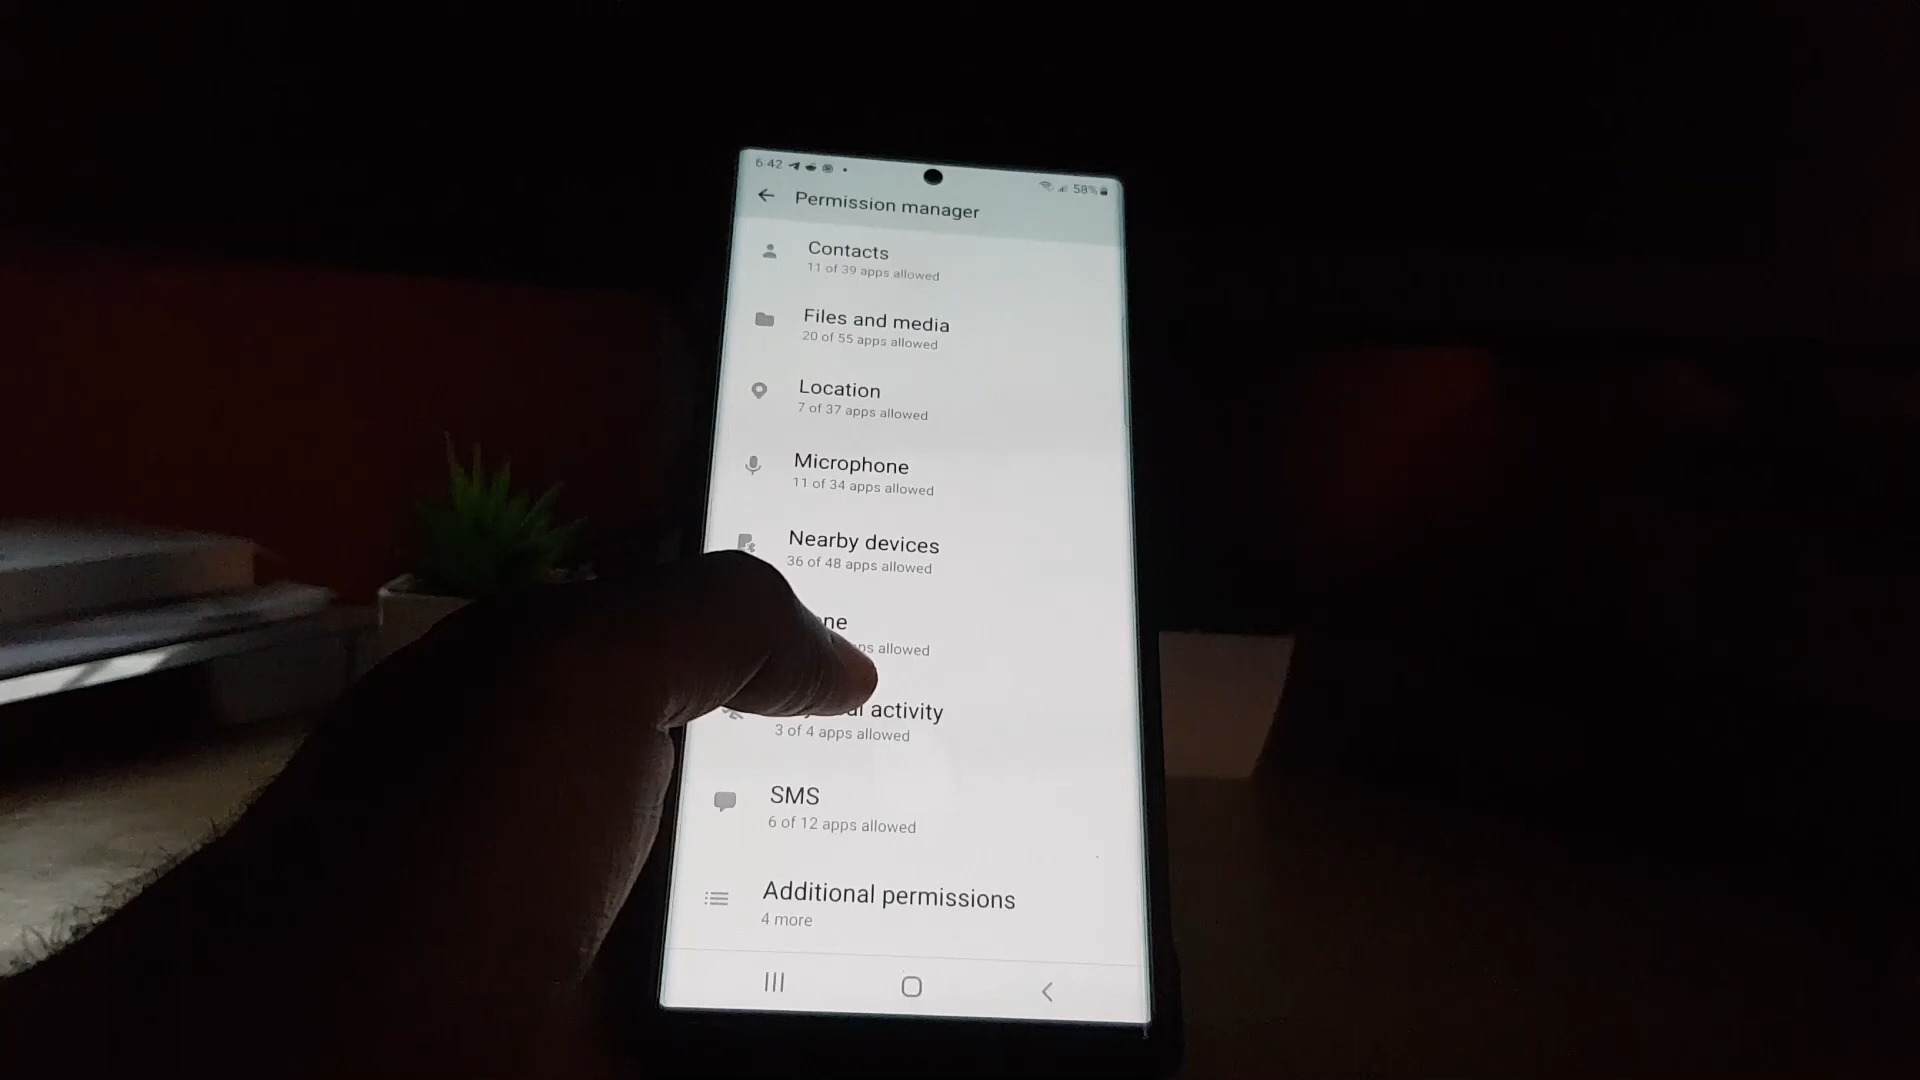 6:42
58%
Permission manager
Contacts
11 of 39 apps allowed
Files and media
20 of 55 apps allowed
Location
7 of 37 apps allowed
Microphone
11 of 34 apps allowed
Nearby devices
36 of 48 apps allowed
allowed
activity
3 of 4 apps allowed
SMS
6 of 12 apps allowed
Additional permissions
4 more